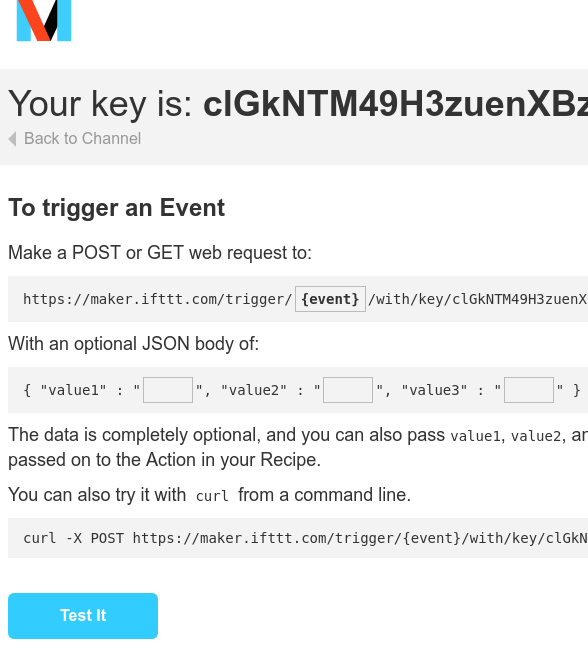 Your key is: clGkNTM49H3zuenXBz
Back to Channel
To trigger an Event
Make a POST or GET web request to:
https://maker.ifttt.com/trigger/ {event} /with/key/clGkNTM49H3zuenX
With an optional JSON body of:
{ "value1" : " ", "value2" : " ", "value3" : " " }
The data is completely optional, and you can also pass value1, value2, an
passed on to the Action in your Recipe.
You can also try it with curl from a command line.
curl -X POST https://maker.ifttt.com/trigger/{event}/with/key/clGkN
Test It